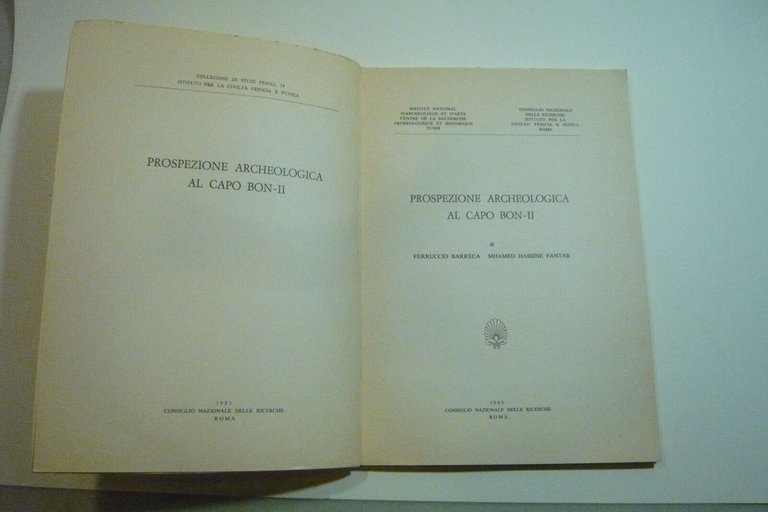 COLLEZIONE DI STUDI FENICI, 14
ISTITUTO PER LA CIVILTÀ FENICIA E PUNICA
PROSPEZIONE ARCHEOLOGICA
AL CAPO BON-II
1983
CONSIGLIO NAZIONALE DELLE RICERCHE
ROMA
INSTITUT NATIONAL
D'ARCHEOLOGIE ET D'ARTE
CENTRE DE LA RECHERCHE
ARCHEOLOGIQUE ET HISTORIQUE
TUNIS
CONSIGLIO NAZIONALE
DELLE RICERCHE
ISTITUTO PER LA
CIVILTÀ FENICIA E PUNICA
ROMA
PROSPEZIONE ARCHEOLOGICA
AL CAPO BON-II
di
FERRUCCIO BARRECA MHAMED HASSINE FANTAR
1983
CONSIGLIO NAZIONALE DELLE RICERCHE
ROMA